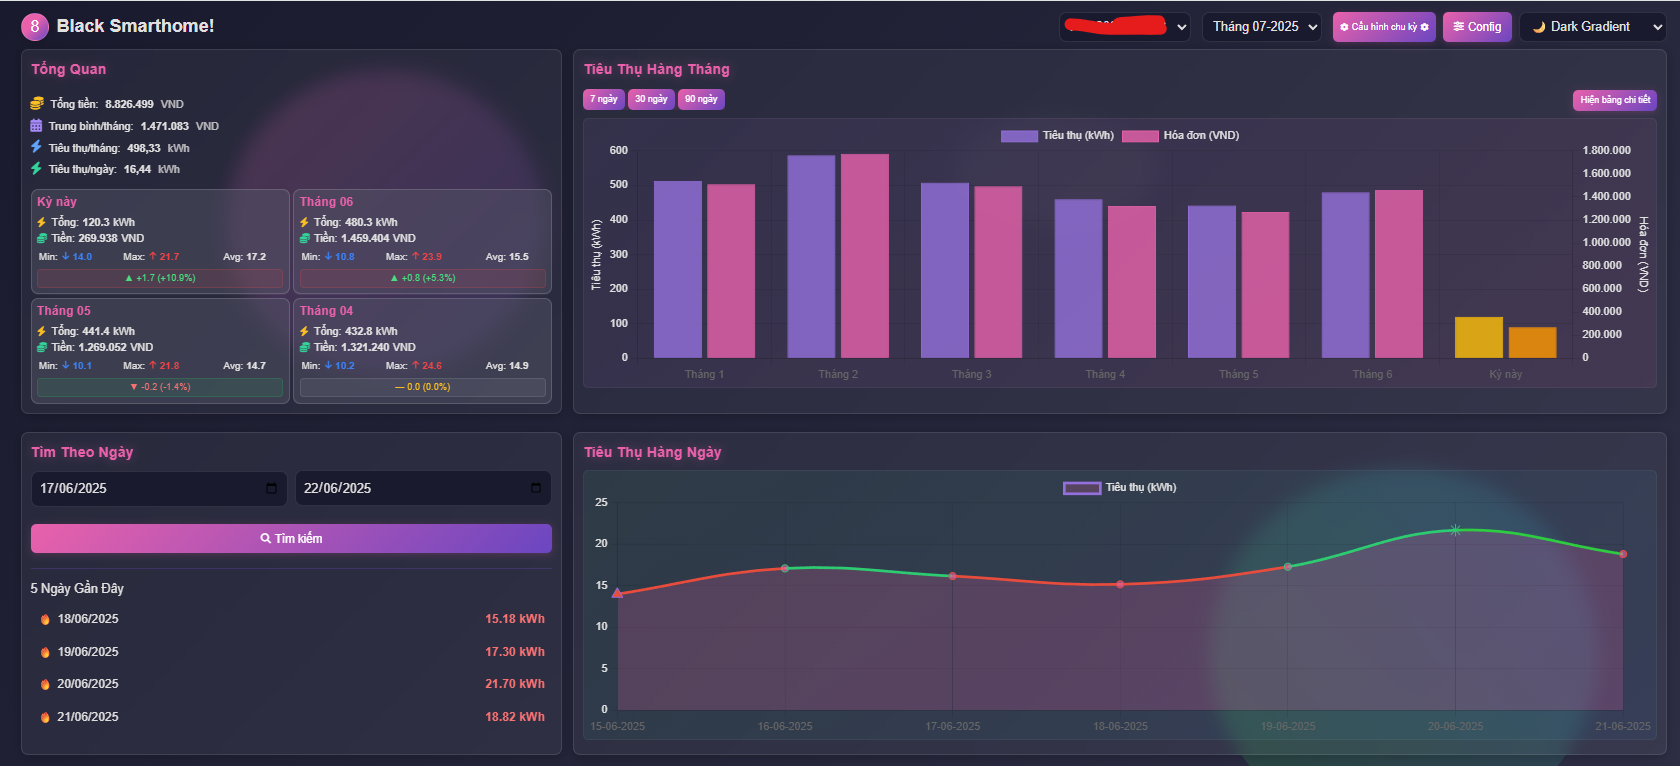 8 Black Smarthome!
Tháng 07-2025
Cấu hình chu kỳ
Config
Dark Gradient
Tổng Quan
Tổng tiền: 8.826.499 VND
Trung bình/tháng: 1.471.083 VND
Tiêu thụ/tháng: 498,33 kWh
Tiêu thụ/ngày: 16,44 kWh
Kỳ này
Tổng: 120.3 kWh
Tiền: 269.938 VND
Min: ↓ 14.0 Max: ↑ 21.7 Avg: 17.2
▲ +1.7 (+10.9%)
Tháng 06
Tổng: 480.3 kWh
Tiền: 1.459.404 VND
Min: ↓ 10.8 Max: ↑ 23.9 Avg: 15.5
▲ +0.8 (+5.3%)
Tháng 05
Tổng: 441.4 kWh
Tiền: 1.269.052 VND
Min: ↓ 10.1 Max: ↑ 21.8 Avg: 14.7
▼ -0.2 (-1.4%)
Tháng 04
Tổng: 432.8 kWh
Tiền: 1.321.240 VND
Min: ↓ 10.2 Max: ↑ 24.6 Avg: 14.9
— 0.0 (0.0%)
Tiêu Thụ Hàng Tháng
7 ngày 30 ngày 90 ngày
Hiện bảng chi tiết
Tiêu thụ (kWh) Hóa đơn (VND)
Tiêu thụ (kWh)
600
500
400
300
200
100
0
1.800.000
1.600.000
1.400.000
1.200.000
1.000.000
800.000
600.000
400.000
200.000
0
Hóa đơn (VND)
Tháng 1 Tháng 2 Tháng 3 Tháng 4 Tháng 5 Tháng 6 Kỳ này
Tìm Theo Ngày
17/06/2025 22/06/2025
Tìm kiếm
5 Ngày Gần Đây
18/06/2025 15.18 kWh
19/06/2025 17.30 kWh
20/06/2025 21.70 kWh
21/06/2025 18.82 kWh
Tiêu Thụ Hàng Ngày
Tiêu thụ (kWh)
25
20
15
10
5
0
15-06-2025 16-06-2025 17-06-2025 18-06-2025 19-06-2025 20-06-2025 21-06-2025